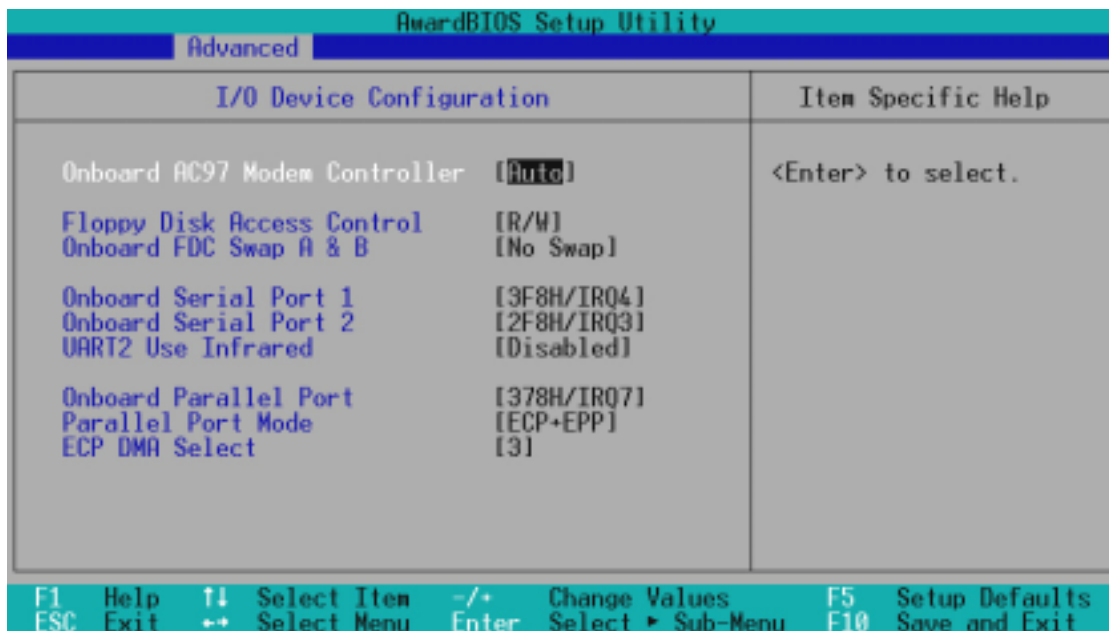 AwardBIOS Setup Utility
Advanced
I/O Device Configuration
Item Specific Help
Onboard AC97 Modem Controller [Auto]
<Enter> to select.
Floppy Disk Access Control [R/W]
Onboard FDC Swap A & B [No Swap]
Onboard Serial Port 1 [3F8H/IRQ4]
Onboard Serial Port 2 [2F8H/IRQ3]
UART2 Use Infrared [Disabled]
Onboard Parallel Port [378H/IRQ7]
Parallel Port Mode [ECP+EPP]
ECP DMA Select [3]
F1 Help ↑↓ Select Item -/+ Change Values F5 Setup Defaults
ESC Exit ←→ Select Menu Enter Select ▶ Sub-Menu F10 Save and Exit